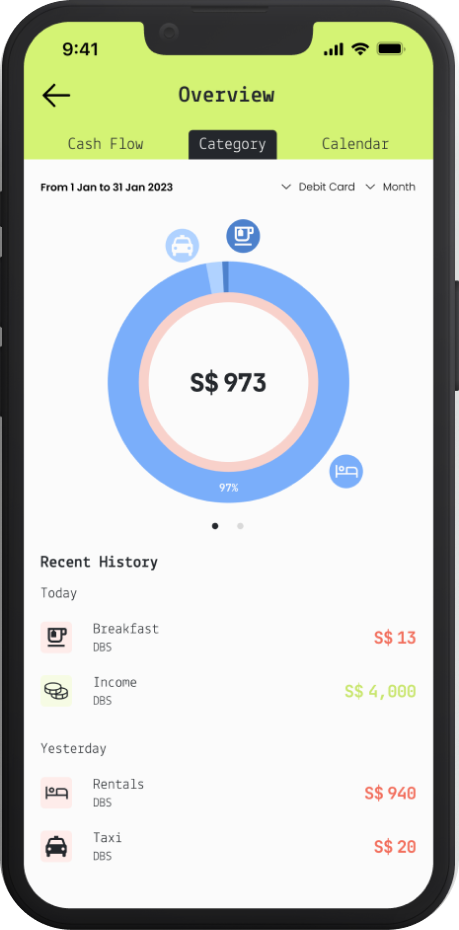 9:41
Overview
Cash Flow Category Calendar
From 1 Jan to 31 Jan 2023 Debit Card Month
S$ 973
97%
Recent History
Today
Breakfast S$ 13
DBS
Income S$ 4,000
DBS
Yesterday
Rentals S$ 940
DBS
Taxi S$ 20
DBS